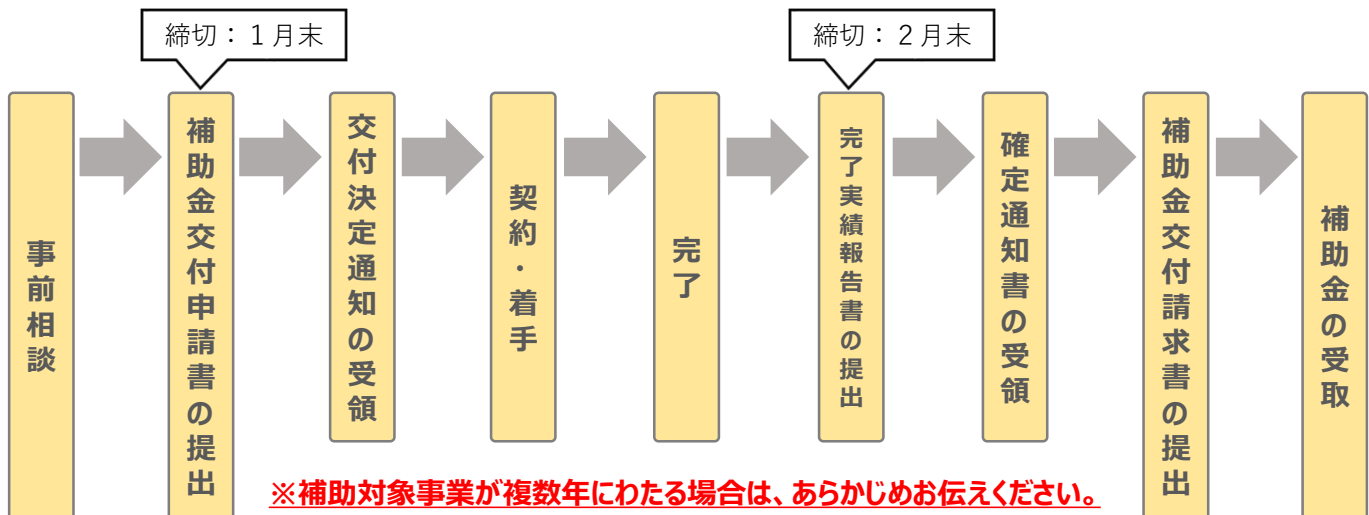 締切：１月末
締切：２月末
事前相談
補助金交付申請書の提出
交付決定通知の受領
契約・着手
完了
完了実績報告書の提出
確定通知書の受領
補助金交付請求書の提出
補助金の受取
※補助対象事業が複数年にわたる場合は、あらかじめお伝えください。